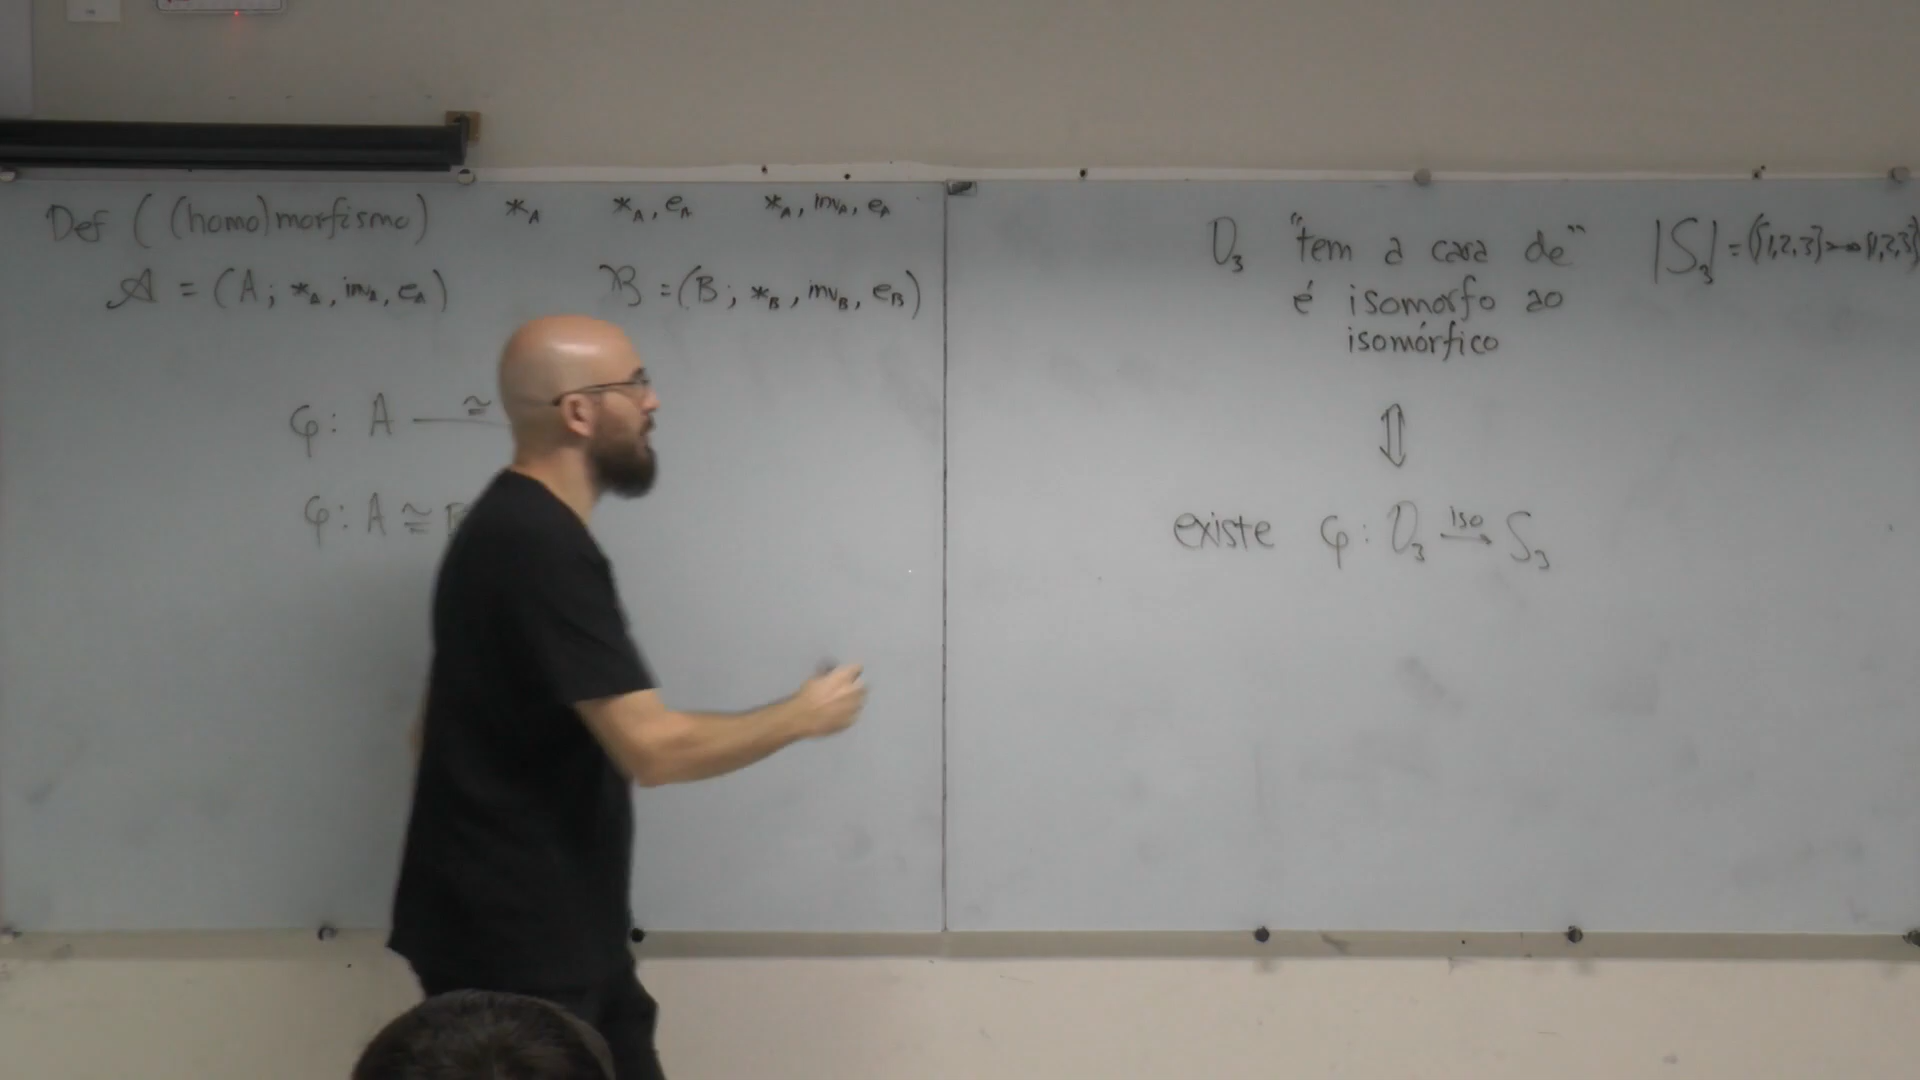 Def ( (homo)morfismo) *A *A, eA *A, invA, eA
𝒜 = (A; *A, invA, eA) ℬ = (B; *B, invB, eB)
φ: A ≅
φ: A ≅
D₃ "tem a cara de" |S₃| = ({1,2,3} ↣↠ {1,2,3})
é isomorfo ao
isomórfico
⇕
existe φ: D₃ iso→ S₃